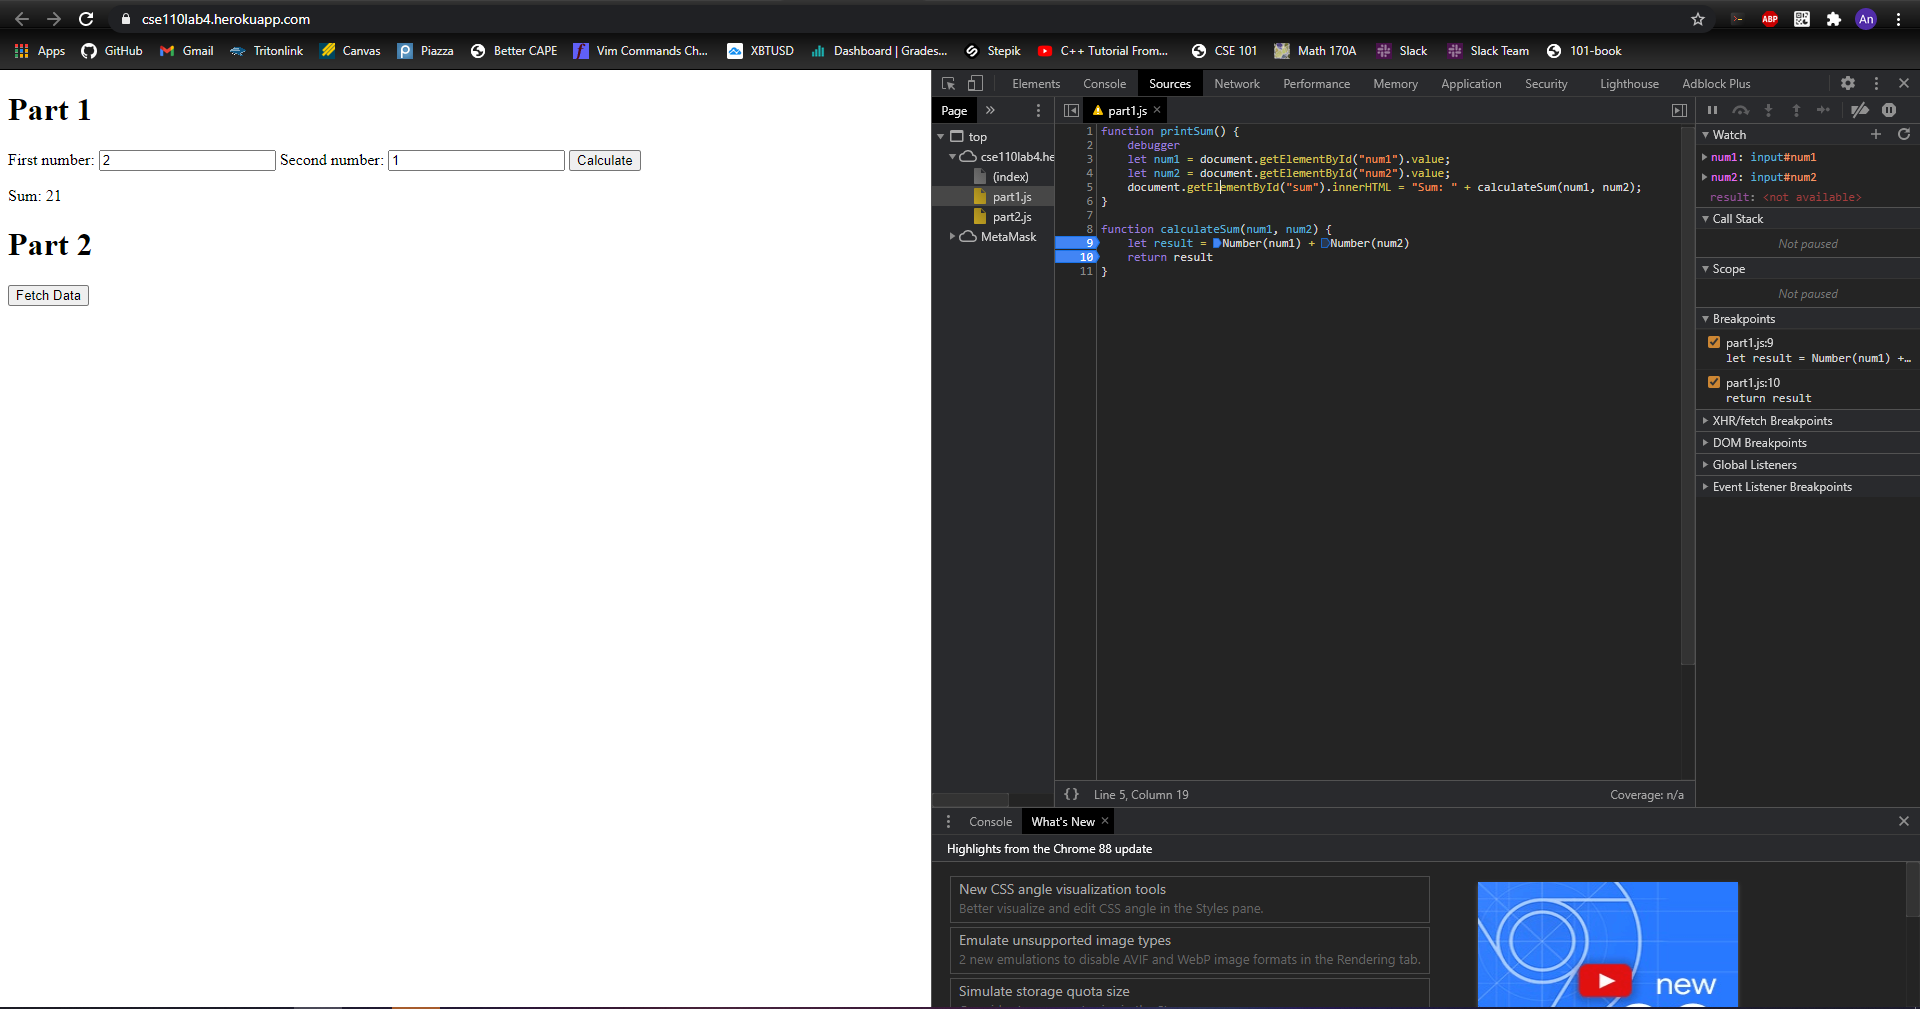 cse110lab4.herokuapp.com
ABP
An
Apps GitHub Gmail Tritonlink Canvas Piazza Better CAPE Vim Commands Ch... XBTUSD Dashboard | Grades... Stepik C++ Tutorial From... CSE 101 Math 170A Slack Slack Team 101-book
Part 1
First number: 2 Second number: 1 Calculate
Sum: 21
Part 2
Fetch Data
Elements Console Sources Network Performance Memory Application Security Lighthouse Adblock Plus
Page » part1.js ×
top
cse110lab4.he
(index)
part1.js
part2.js
MetaMask
1 function printSum() {
2 debugger
3 let num1 = document.getElementById("num1").value;
4 let num2 = document.getElementById("num2").value;
5 document.getElementById("sum").innerHTML = "Sum: " + calculateSum(num1, num2);
6 }
7
8 function calculateSum(num1, num2) {
9 let result = Number(num1) + Number(num2)
10 return result
11 }
{} Line 5, Column 19 Coverage: n/a
Watch
num1: input#num1
num2: input#num2
result: <not available>
Call Stack
Not paused
Scope
Not paused
Breakpoints
part1.js:9
let result = Number(num1) +…
part1.js:10
return result
XHR/fetch Breakpoints
DOM Breakpoints
Global Listeners
Event Listener Breakpoints
Console What's New ×
Highlights from the Chrome 88 update
New CSS angle visualization tools
Better visualize and edit CSS angle in the Styles pane.
Emulate unsupported image types
2 new emulations to disable AVIF and WebP image formats in the Rendering tab.
Simulate storage quota size
new